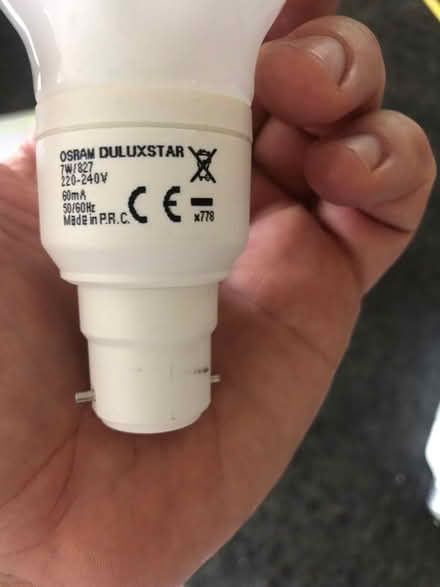 OSRAM DULUXSTAR
7W/827
220-240V
60mA
50/60Hz
Made in P.R.C.
CE
x778